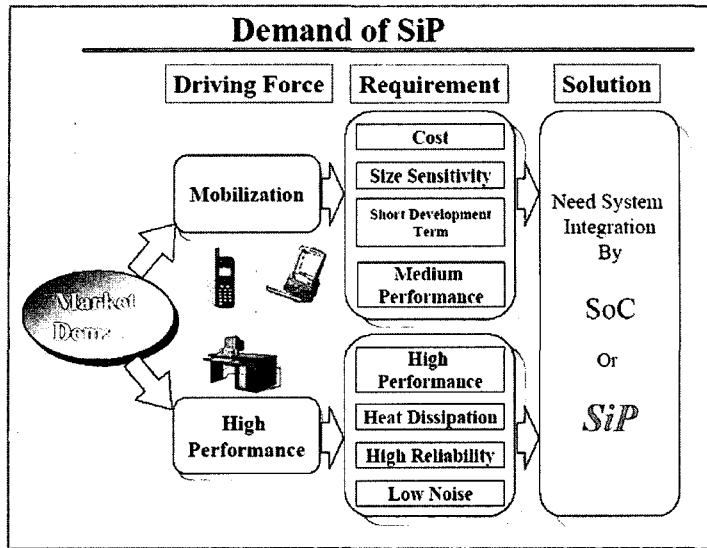 Demand of SiP
Driving Force
Requirement
Solution
Market
Mobilization
High
Performance
Cost
Size Sensitivity
Short Development
Term
Medium
Performance
High
Performance
Heat Dissipation
High Reliability
Low Noise
Need System
Integration
By
SoC
Or
SiP